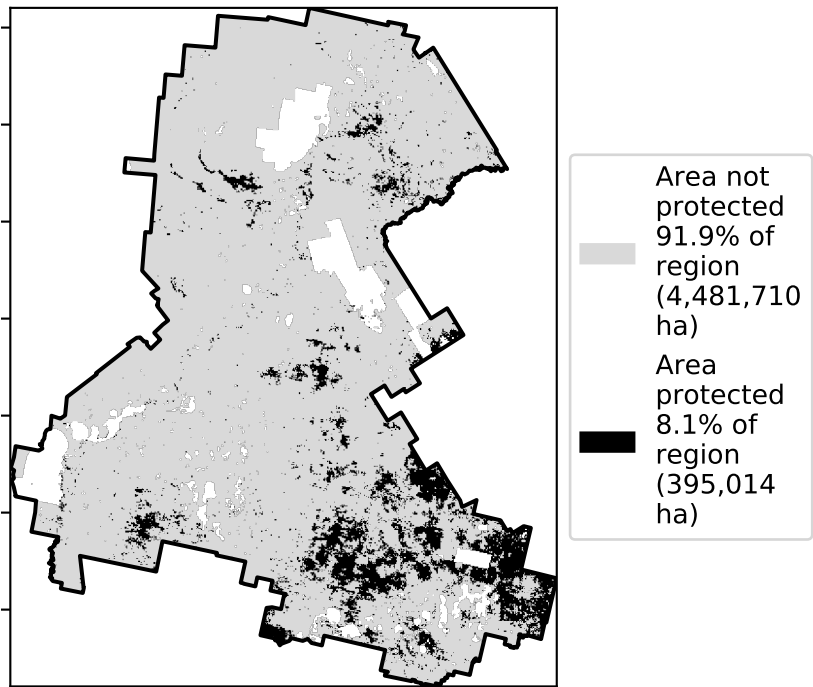 Area not
protected
91.9% of
region
(4,481,710
ha)
Area
protected
8.1% of
region
(395,014
ha)